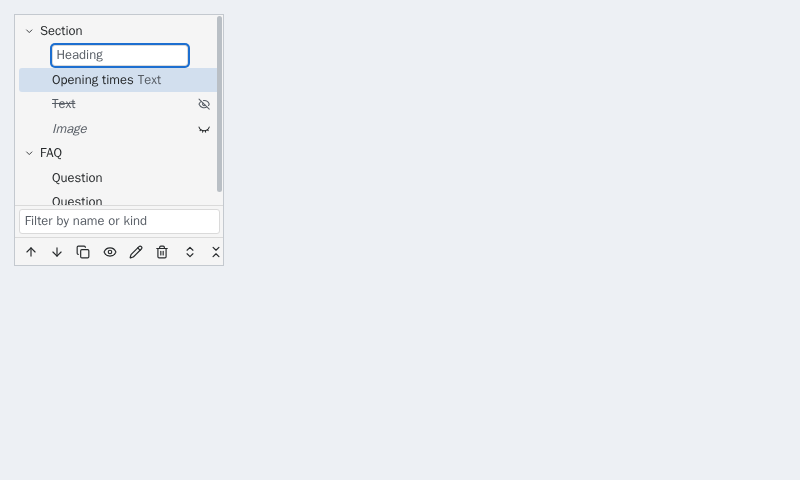 Section
Heading
Opening times Text
Text
Image
FAQ
Question
Question
Filter by name or kind